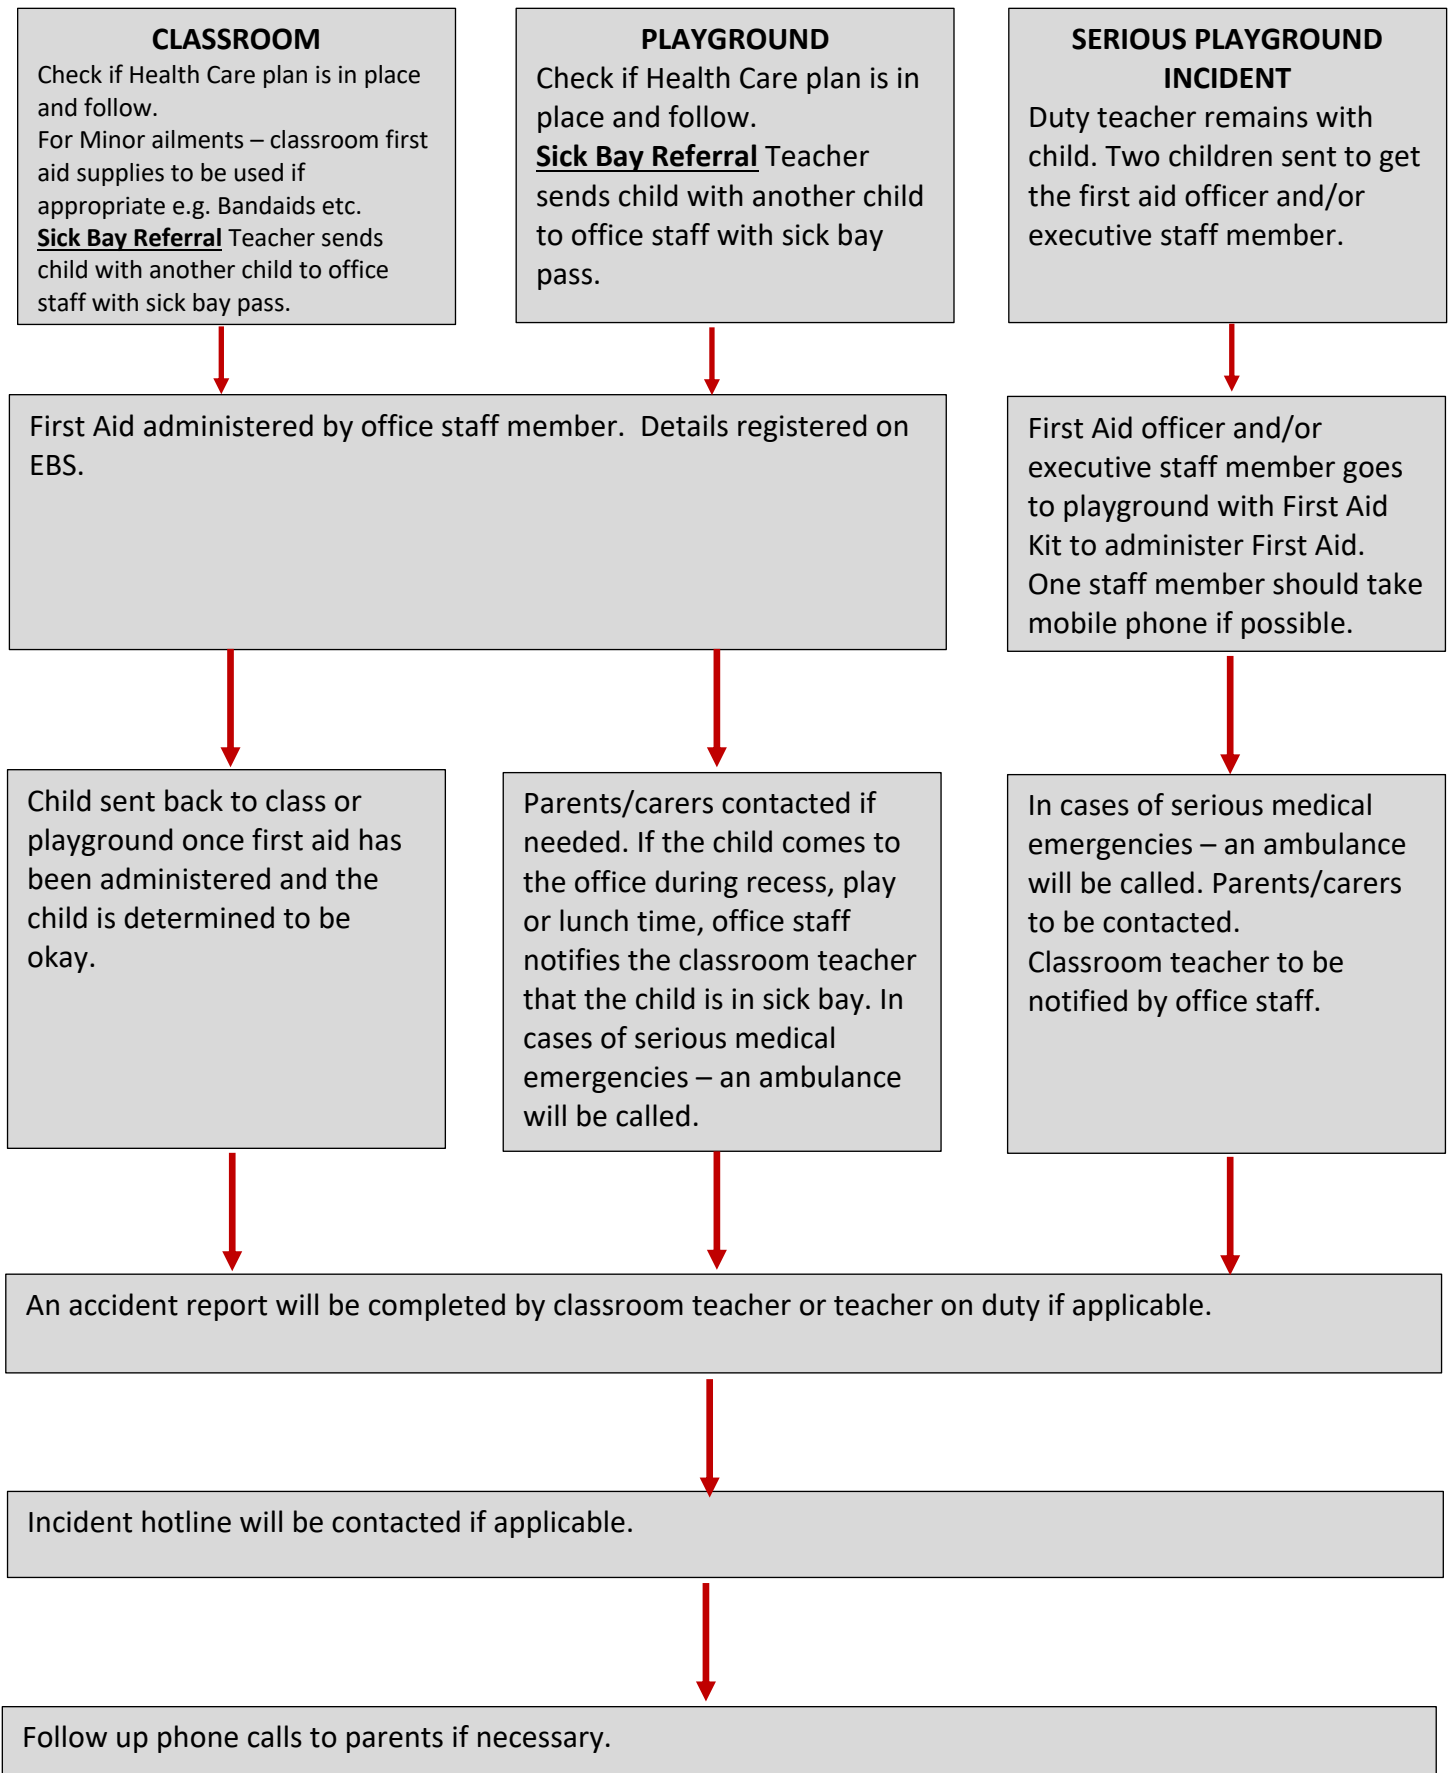 CLASSROOM
Check if Health Care plan is in place
and follow.
For Minor ailments – classroom first
aid supplies to be used if
appropriate e.g. Bandaids etc.
Sick Bay Referral Teacher sends
child with another child to office
staff with sick bay pass.
PLAYGROUND
Check if Health Care plan is in
place and follow.
Sick Bay Referral Teacher
sends child with another child
to office staff with sick bay
pass.
SERIOUS PLAYGROUND
INCIDENT
Duty teacher remains with
child. Two children sent to get
the first aid officer and/or
executive staff member.
First Aid administered by office staff member.  Details registered on
EBS.
First Aid officer and/or
executive staff member goes
to playground with First Aid
Kit to administer First Aid.
One staff member should take
mobile phone if possible.
Child sent back to class or
playground once first aid has
been administered and the
child is determined to be
okay.
Parents/carers contacted if
needed. If the child comes to
the office during recess, play
or lunch time, office staff
notifies the classroom teacher
that the child is in sick bay. In
cases of serious medical
emergencies – an ambulance
will be called.
In cases of serious medical
emergencies – an ambulance
will be called. Parents/carers
to be contacted.
Classroom teacher to be
notified by office staff.
An accident report will be completed by classroom teacher or teacher on duty if applicable.
Incident hotline will be contacted if applicable.
Follow up phone calls to parents if necessary.